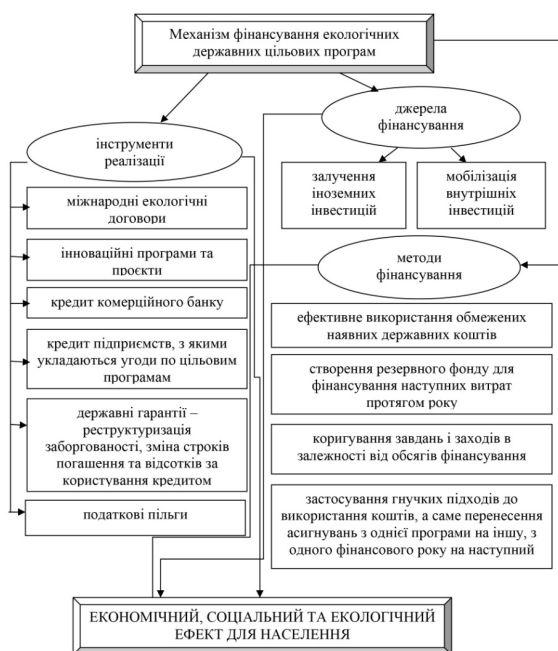 Механізм фінансування екологічних
державних цільових програм
інструменти
реалізації
міжнародні екологічні
договори
інноваційні програми та
проєкти
кредит комерційного банку
кредит підприємств, з якими
укладаються угоди по цільовим
програмам
державні гарантії –
реструктуризація
заборгованості, зміна строків
погашення та відсотків за
користування кредитом
податкові пільги
джерела
фінансування
залучення
іноземних
інвестицій
мобілізація
внутрішніх
інвестицій
методи
фінансування
ефективне використання обмежених
наявних державних коштів
створення резервного фонду для
фінансування наступних витрат
протягом року
коригування завдань і заходів в
залежності від обсягів фінансування
застосування гнучких підходів до
використання коштів, а саме перенесення
асигнувань з однієї програми на іншу, з
одного фінансового року на наступний
ЕКОНОМІЧНИЙ, СОЦІАЛЬНИЙ ТА ЕКОЛОГІЧНИЙ
ЕФЕКТ ДЛЯ НАСЕЛЕННЯ